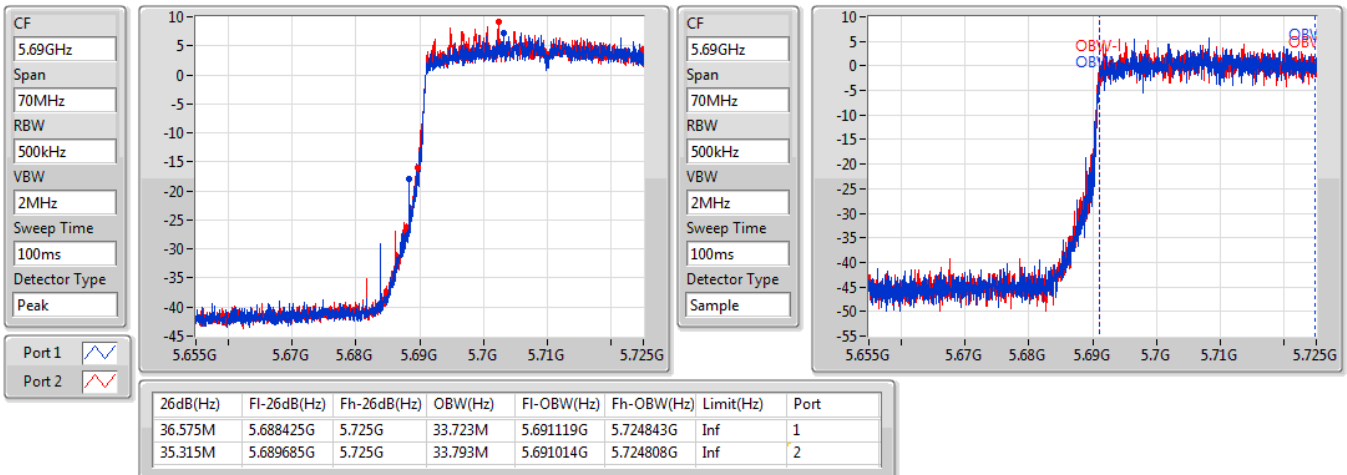 CF
5.69GHz
Span
70MHz
RBW
500kHz
VBW
2MHz
Sweep Time
100ms
Detector Type
Peak
10
5
0
-5
-10
-15
-20
-25
-30
-35
-40
-45
5.655G 5.67G 5.68G 5.69G 5.7G 5.71G 5.725G
Port 1
Port 2
CF
5.69GHz
Span
70MHz
RBW
500kHz
VBW
2MHz
Sweep Time
100ms
Detector Type
Sample
10
5
0
-5
-10
-15
-20
-25
-30
-35
-40
-45
-50
-55
OBW-l
OBV
OBV
5.655G 5.67G 5.68G 5.69G 5.7G 5.71G 5.725G
26dB(Hz) Fl-26dB(Hz) Fh-26dB(Hz) OBW(Hz) Fl-OBW(Hz) Fh-OBW(Hz) Limit(Hz) Port
36.575M 5.688425G 5.725G 33.723M 5.691119G 5.724843G Inf 1
35.315M 5.689685G 5.725G 33.793M 5.691014G 5.724808G Inf 2